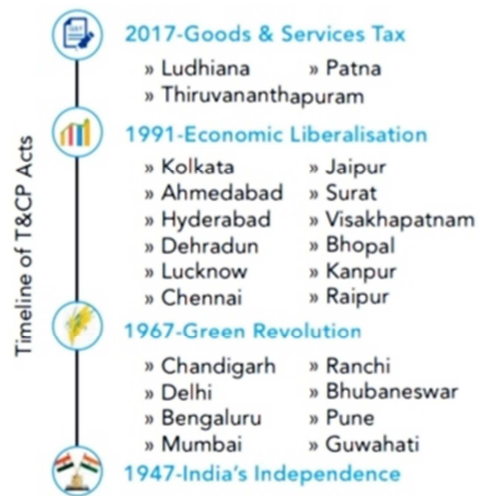 Timeline of T&CP Acts
2017-Goods & Services Tax
» Ludhiana » Patna
» Thiruvananthapuram
1991-Economic Liberalisation
» Kolkata » Jaipur
» Ahmedabad » Surat
» Hyderabad » Visakhapatnam
» Dehradun » Bhopal
» Lucknow » Kanpur
» Chennai » Raipur
1967-Green Revolution
» Chandigarh » Ranchi
» Delhi » Bhubaneswar
» Bengaluru » Pune
» Mumbai » Guwahati
1947-India's Independence